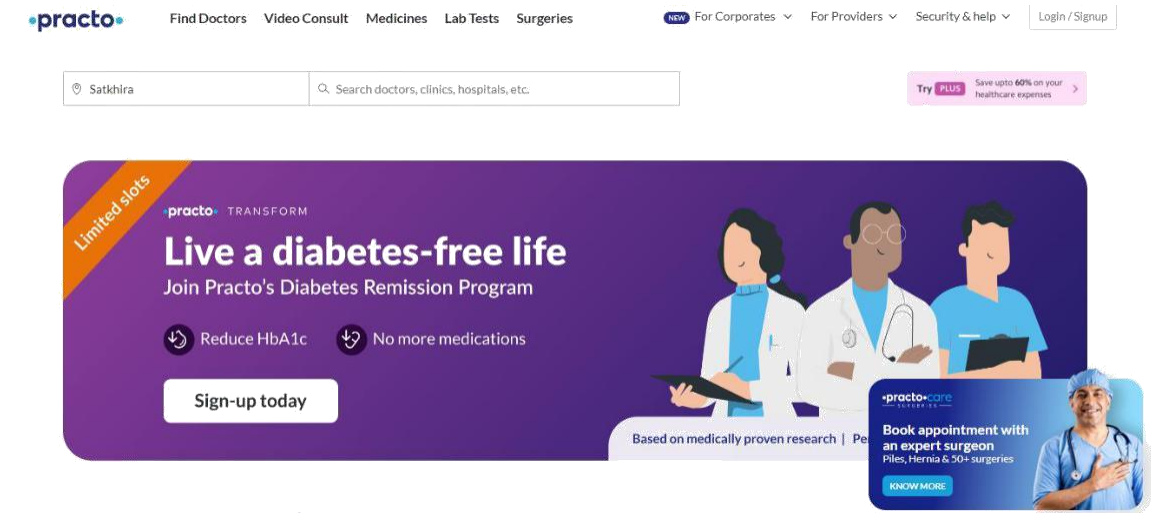 practo
Find Doctors
Video Consult
Medicines
Lab Tests
Surgeries
NEW For Corporates
For Providers
Security & help
Login / Signup
Satkhira
Search doctors, clinics, hospitals, etc.
Try PLUS
Save upto 60% on your
healthcare expenses
Limited slots
practo TRANSFORM
Live a diabetes-free life
Join Practo's Diabetes Remission Program
Reduce HbA1c
No more medications
Sign-up today
Based on medically proven research |
practo care
SURGERIES
Book appointment with
an expert surgeon
Piles, Hernia & 50+ surgeries
KNOW MORE